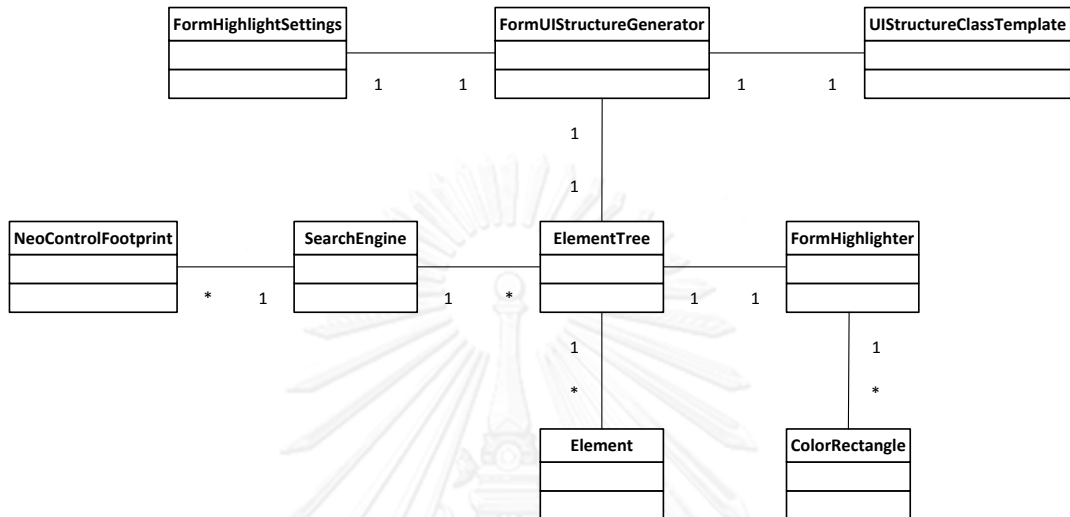 FormHighlightSettings
FormUIStructureGenerator
UIStructureClassTemplate
1 1 1 1
1
1
NeoControlFootprint
SearchEngine
ElementTree
FormHighlighter
* 1 1 * 1 1
1 1
* *
Element
ColorRectangle